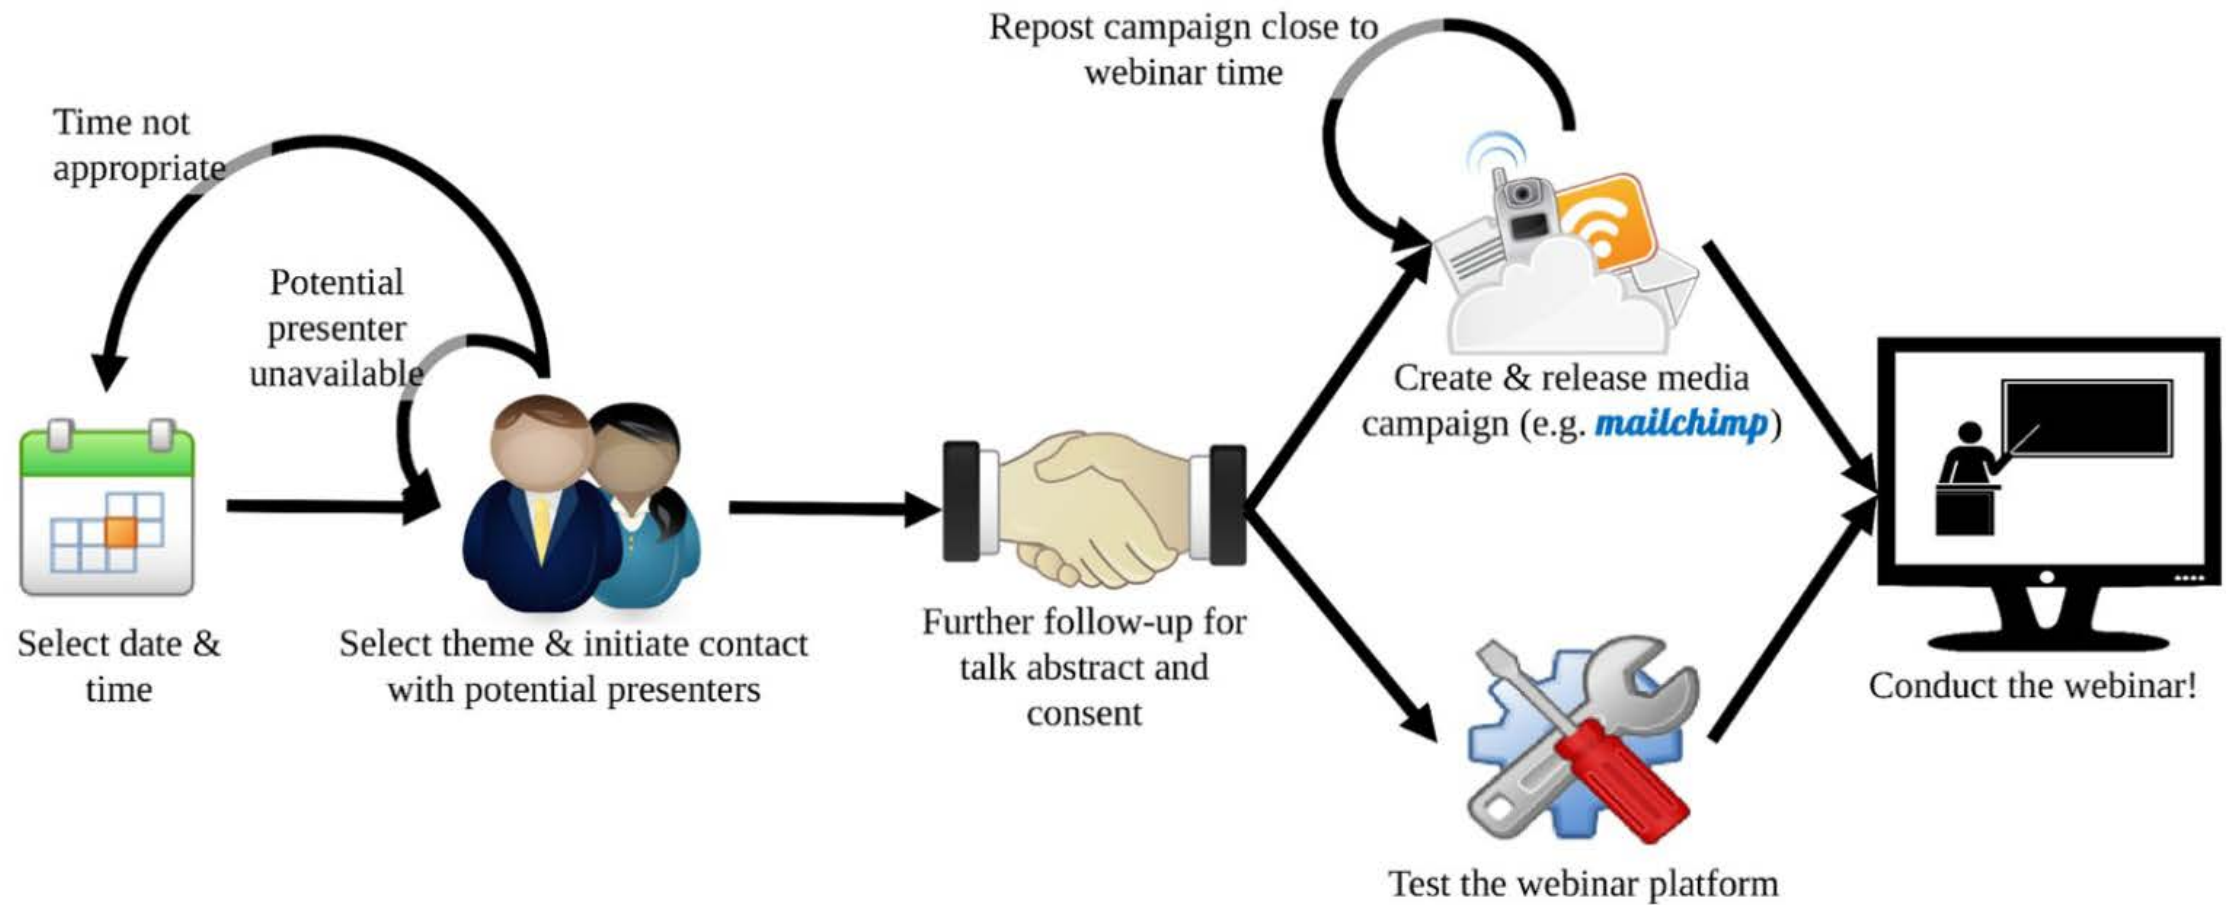 Repost campaign close to
webinar time
Time not
appropriate
Potential
presenter
unavailable
Select date &
time
Select theme & initiate contact
with potential presenters
Further follow-up for
talk abstract and
consent
Create & release media
campaign (e.g. mailchimp)
Test the webinar platform
Conduct the webinar!